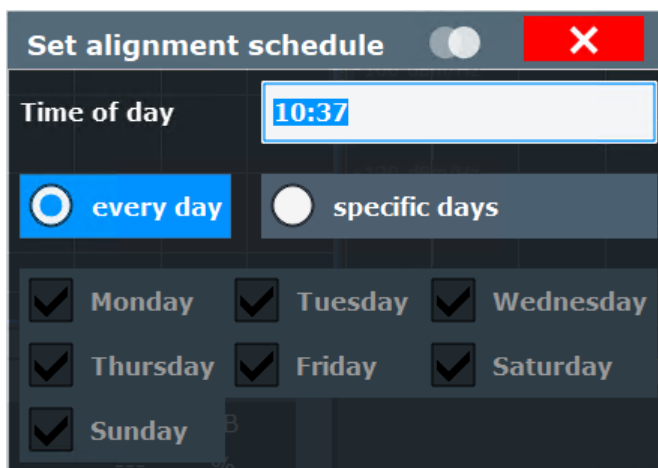 Set alignment schedule
Time of day 10:37
every day specific days
Monday Tuesday Wednesday
Thursday Friday Saturday
Sunday